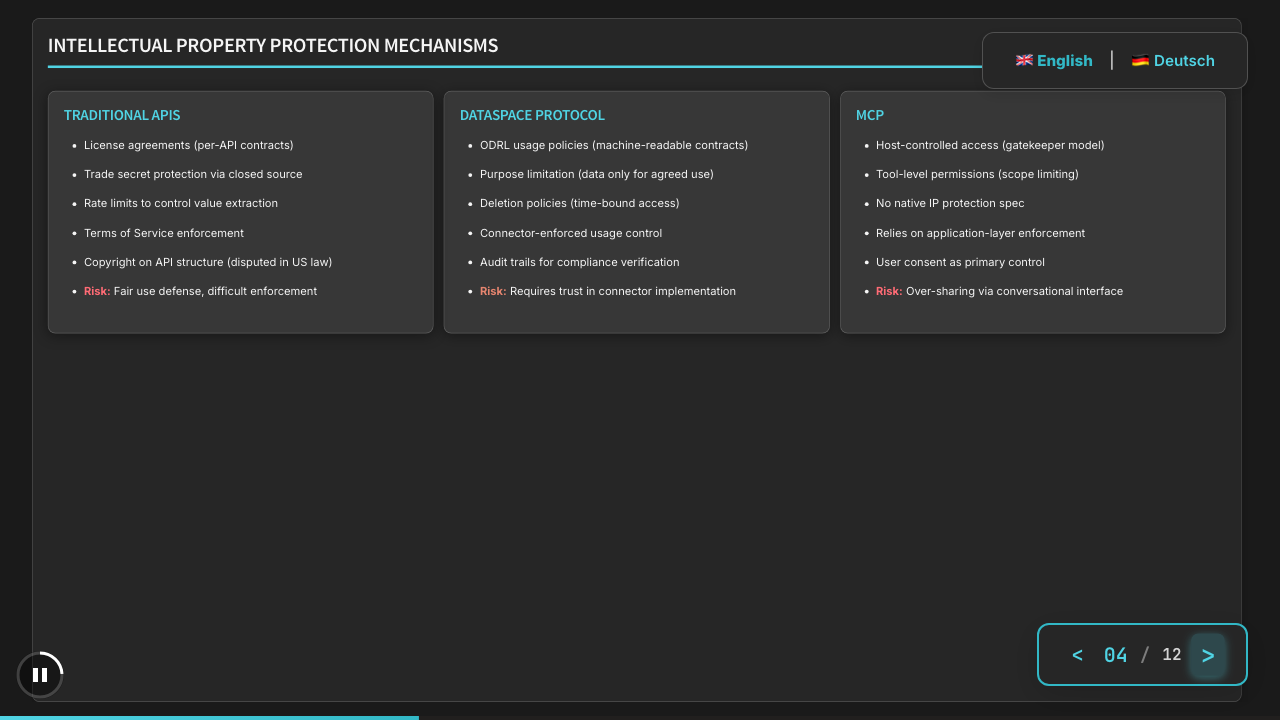 INTELLECTUAL PROPERTY PROTECTION MECHANISMS
English | Deutsch
TRADITIONAL APIS
• License agreements (per-API contracts)
• Trade secret protection via closed source
• Rate limits to control value extraction
• Terms of Service enforcement
• Copyright on API structure (disputed in US law)
• Risk: Fair use defense, difficult enforcement
DATASPACE PROTOCOL
• ODRL usage policies (machine-readable contracts)
• Purpose limitation (data only for agreed use)
• Deletion policies (time-bound access)
• Connector-enforced usage control
• Audit trails for compliance verification
• Risk: Requires trust in connector implementation
MCP
• Host-controlled access (gatekeeper model)
• Tool-level permissions (scope limiting)
• No native IP protection spec
• Relies on application-layer enforcement
• User consent as primary control
• Risk: Over-sharing via conversational interface
< 04 / 12 >